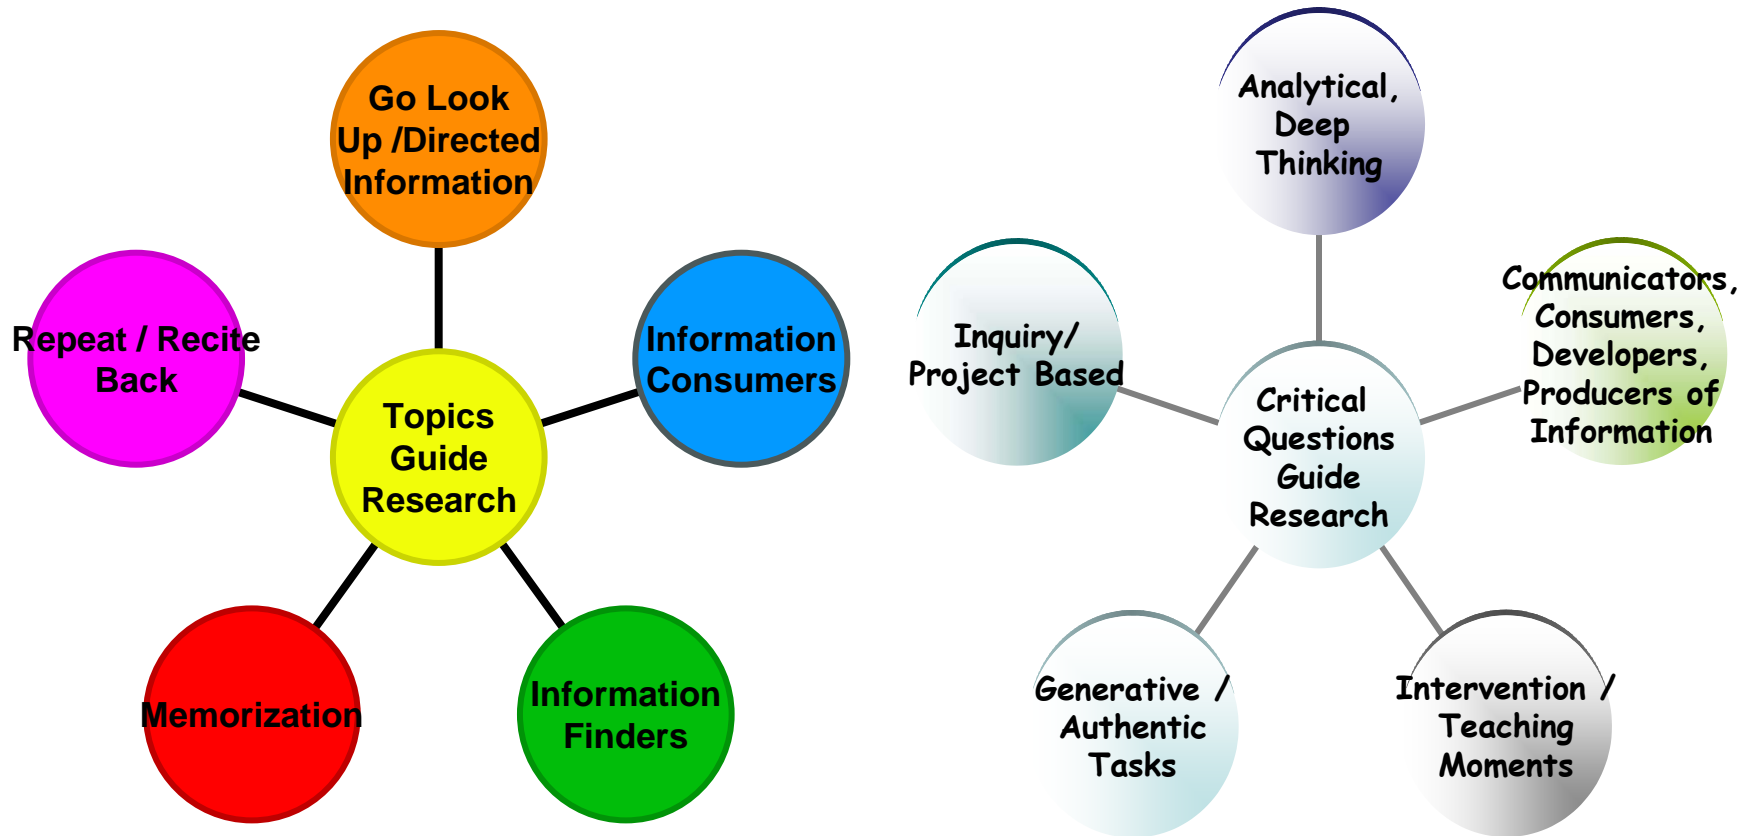 Go Look
Up /Directed
Information
Repeat / Recite
Back
Information
Consumers
Topics
Guide
Research
Memorization
Information
Finders
Analytical,
Deep
Thinking
Inquiry/
Project Based
Communicators,
Consumers,
Developers,
Producers of
Information
Critical
Questions
Guide
Research
Generative /
Authentic
Tasks
Intervention /
Teaching
Moments